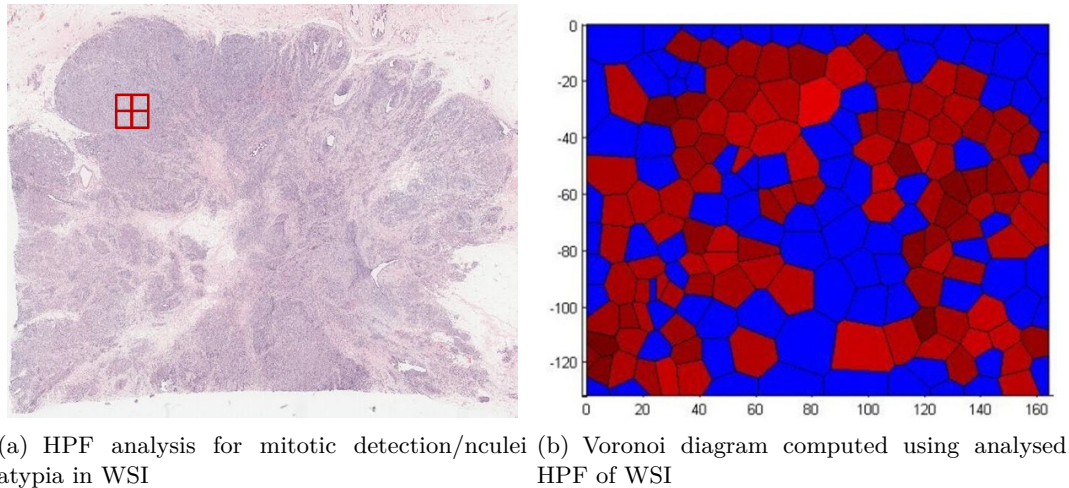 0
-20
-40
-60
-80
-100
-120
0 20 40 60 80 100 120 140 160
(a) HPF analysis for mitotic detection/nculei
atypia in WSI
(b) Voronoi diagram computed using analysed
HPF of WSI